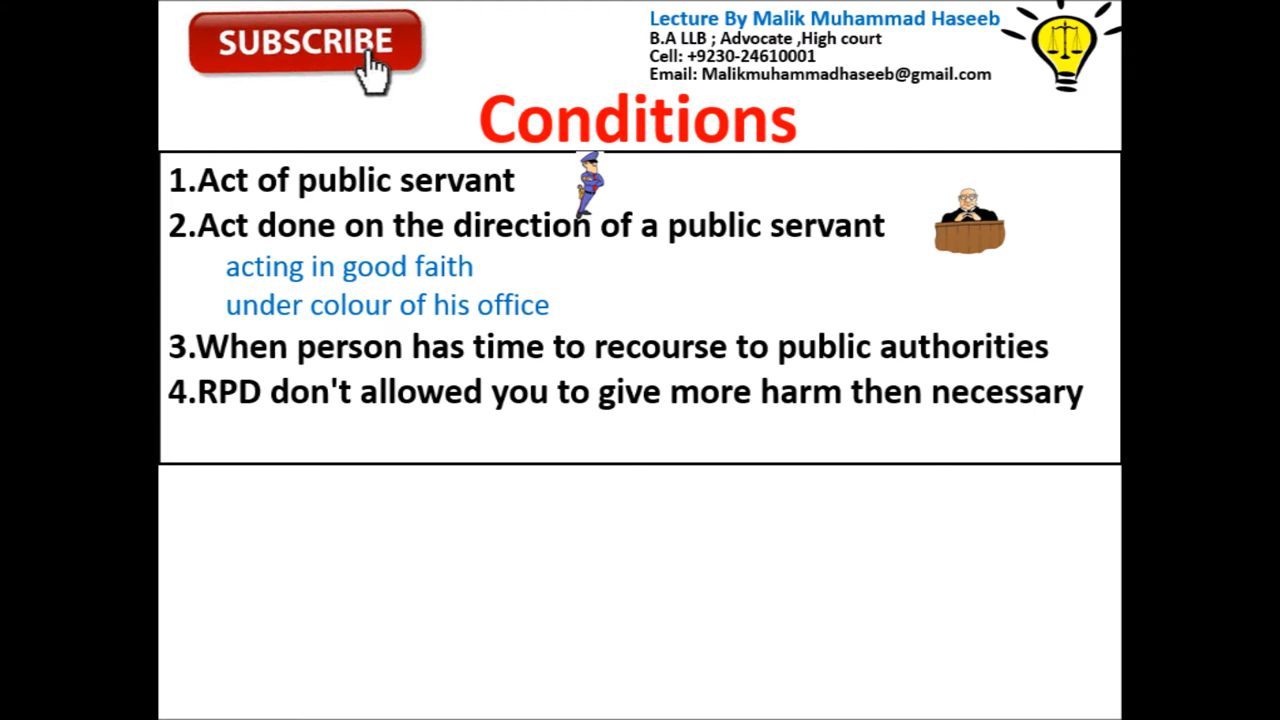 SUBSCRIBE
Lecture By Malik Muhammad Haseeb
B.A LLB ; Advocate ,High court
Cell: +9230-24610001
Email: Malikmuhammadhaseeb@gmail.com
Conditions
1.Act of public servant
2.Act done on the direction of a public servant
acting in good faith
under colour of his office
3.When person has time to recourse to public authorities
4.RPD don't allowed you to give more harm then necessary